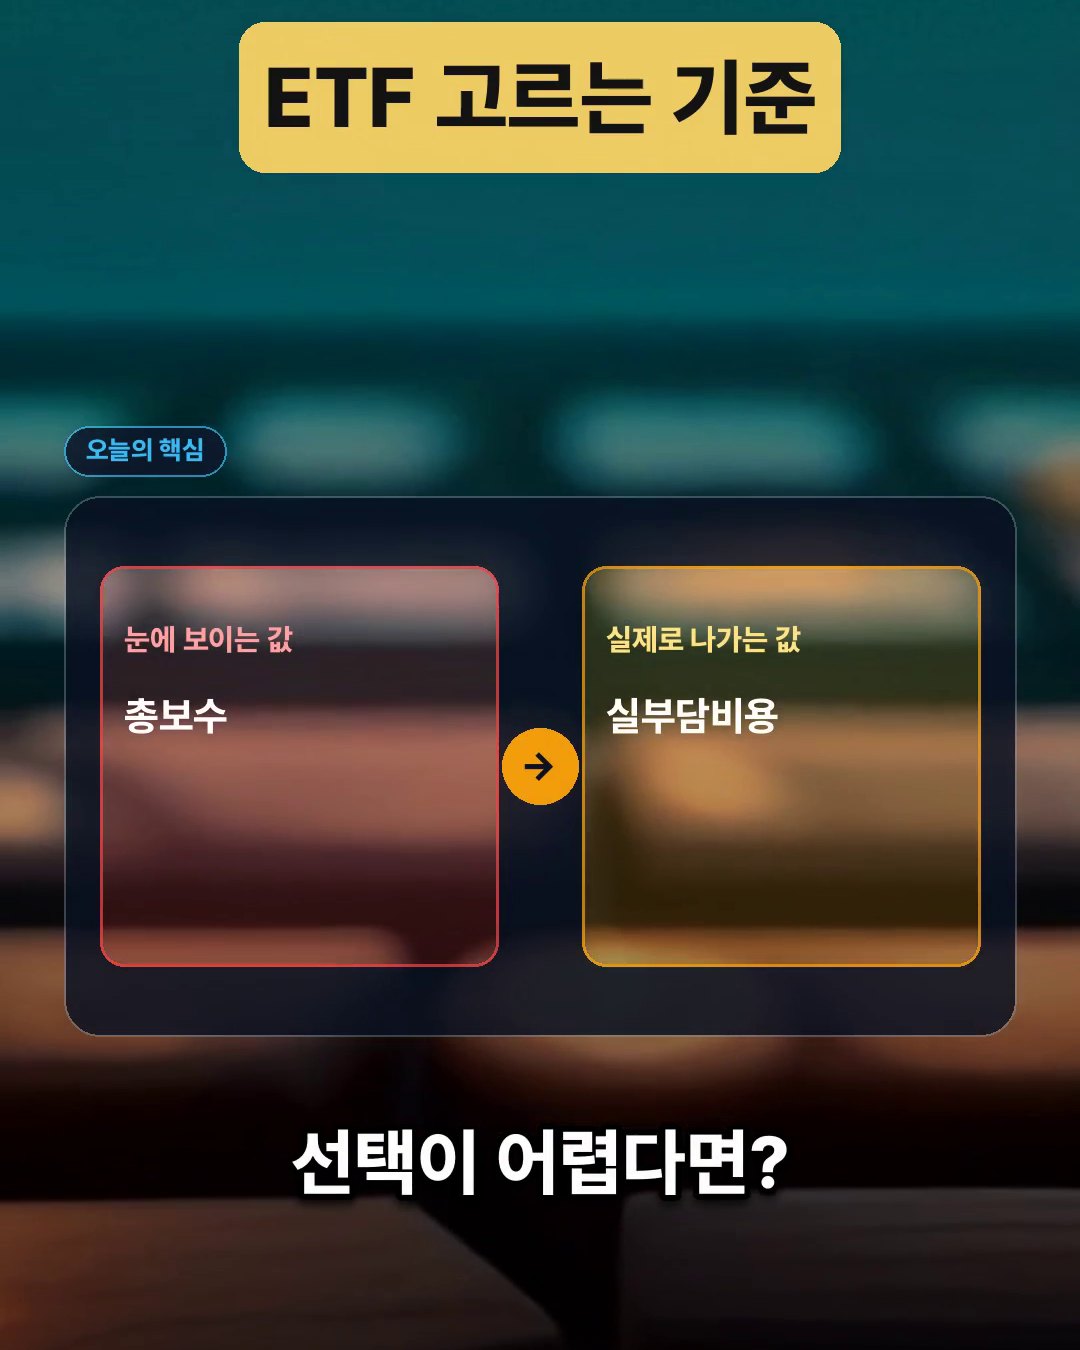 ETF 고르는 기준
오늘의 핵심
눈에 보이는 값
총보수
→
실제로 나가는 값
실부담비용
선택이 어렵다면?